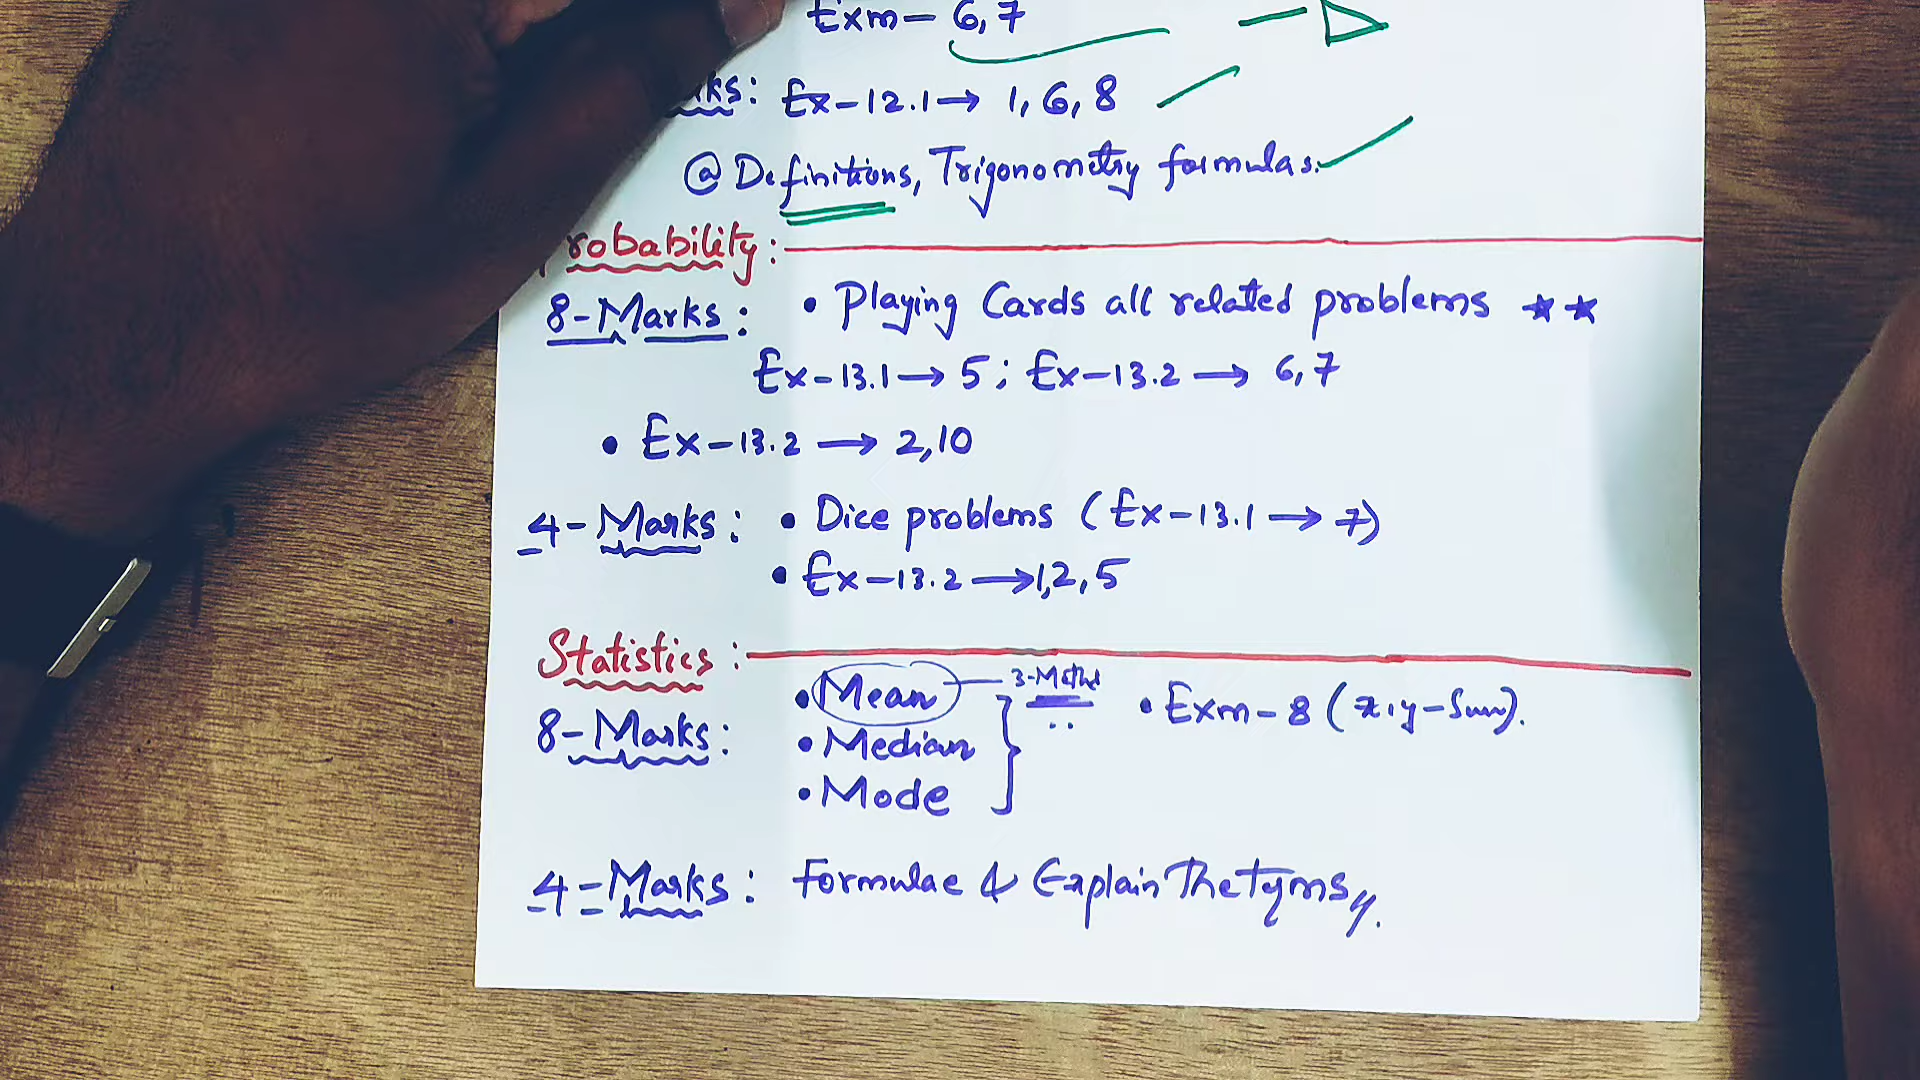 Exm - 6,7
ks: Ex-12.1→ 1, 6, 8
@ Definitions, Trigonometry formulas.
robability:
8-Marks: • Playing Cards all related problems ★★
Ex-13.1→ 5; Ex-13.2 → 6,7
• Ex-13.2 → 2,10
4-Marks: • Dice problems (Ex-13.1 → 7)
• Ex-13.2 →1,2,5
Statistics:
8-Marks: • Mean - 3-Methd • Exm-8 (x,y-Sum).
• Median
• Mode
4-Marks: Formulae & Explain The Tyms